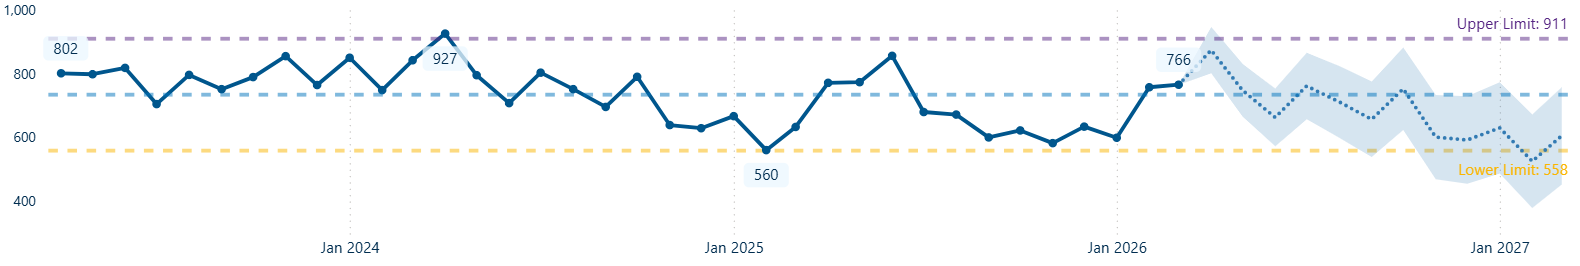 1,000
Upper Limit: 911
802
927
766
800
600
560
Lower Limit: 558
400
Jan 2024
Jan 2025
Jan 2026
Jan 2027